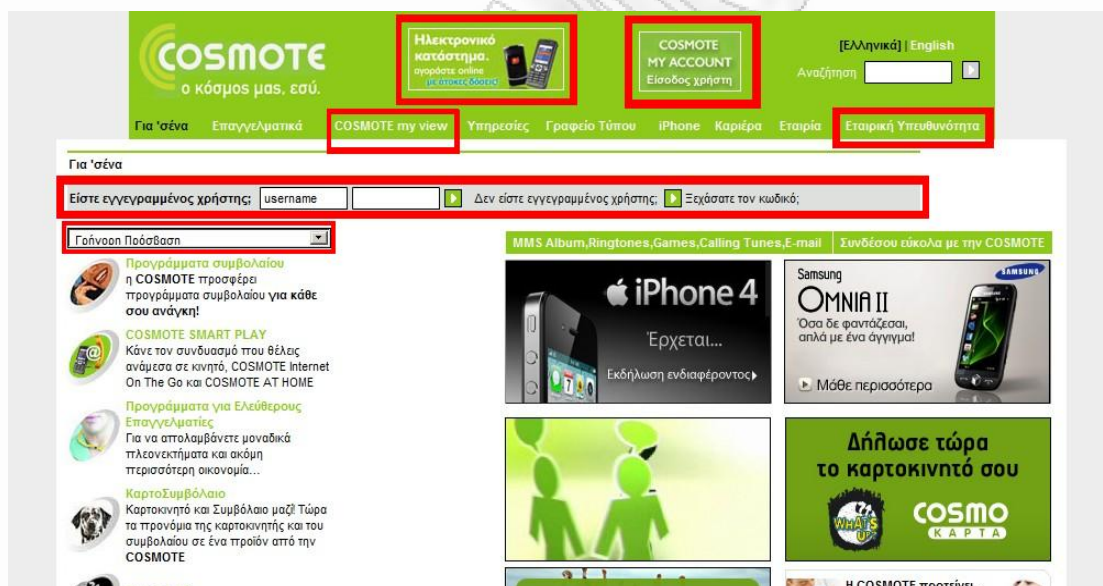 COSMOTE
ο κόσμος μας, εσύ.
Ηλεκτρονικό
κατάστημα.
αγοράστε online
με άτοκες δόσεις!
COSMOTE
MY ACCOUNT
Είσοδος χρήστη
[Ελληνικά] | English
Αναζήτηση
Για 'σένα Επαγγελματικά COSMOTE my view Υπηρεσίες Γραφείο Τύπου iPhone Καριέρα Εταιρία Εταιρική Υπευθυνότητα
Για 'σένα
Είστε εγγεγραμμένος χρήστης; username Δεν είστε εγγεγραμμένος χρήστης; Ξεχάσατε τον κωδικό;
Γρήγορη Πρόσβαση
MMS Album,Ringtones,Games,Calling Tunes,E-mail Συνδέσου εύκολα με την COSMOTE
Προγράμματα συμβολαίου
η COSMOTE προσφέρει
προγράμματα συμβολαίου για κάθε
σου ανάγκη!
COSMOTE SMART PLAY
Κάνε τον συνδυασμό που θέλεις
ανάμεσα σε κινητό, COSMOTE Internet
On The Go και COSMOTE AT HOME
Προγράμματα για Ελεύθερους
Επαγγελματίες
Για να απολαμβάνετε μοναδικά
πλεονεκτήματα και ακόμη
περισσότερη οικονομία...
ΚαρτοΣυμβόλαιο
Καρτοκινητό και Συμβόλαιο μαζί! Τώρα
τα προνόμια της καρτοκινητής και του
συμβολαίου σε ένα προϊόν από την
COSMOTE
iPhone 4
Έρχεται...
Εκδήλωση ενδιαφέροντος
Samsung
SAMSUNG
OMNIA II
Όσα δε φαντάζεσαι,
απλά με ένα άγγιγμα!
Μάθε περισσότερα
Δήλωσε τώρα
το καρτοκινητό σου
WHAT'S UP?
COSMO
ΚΑΡΤΑ
Η COSMOTE προτείνει